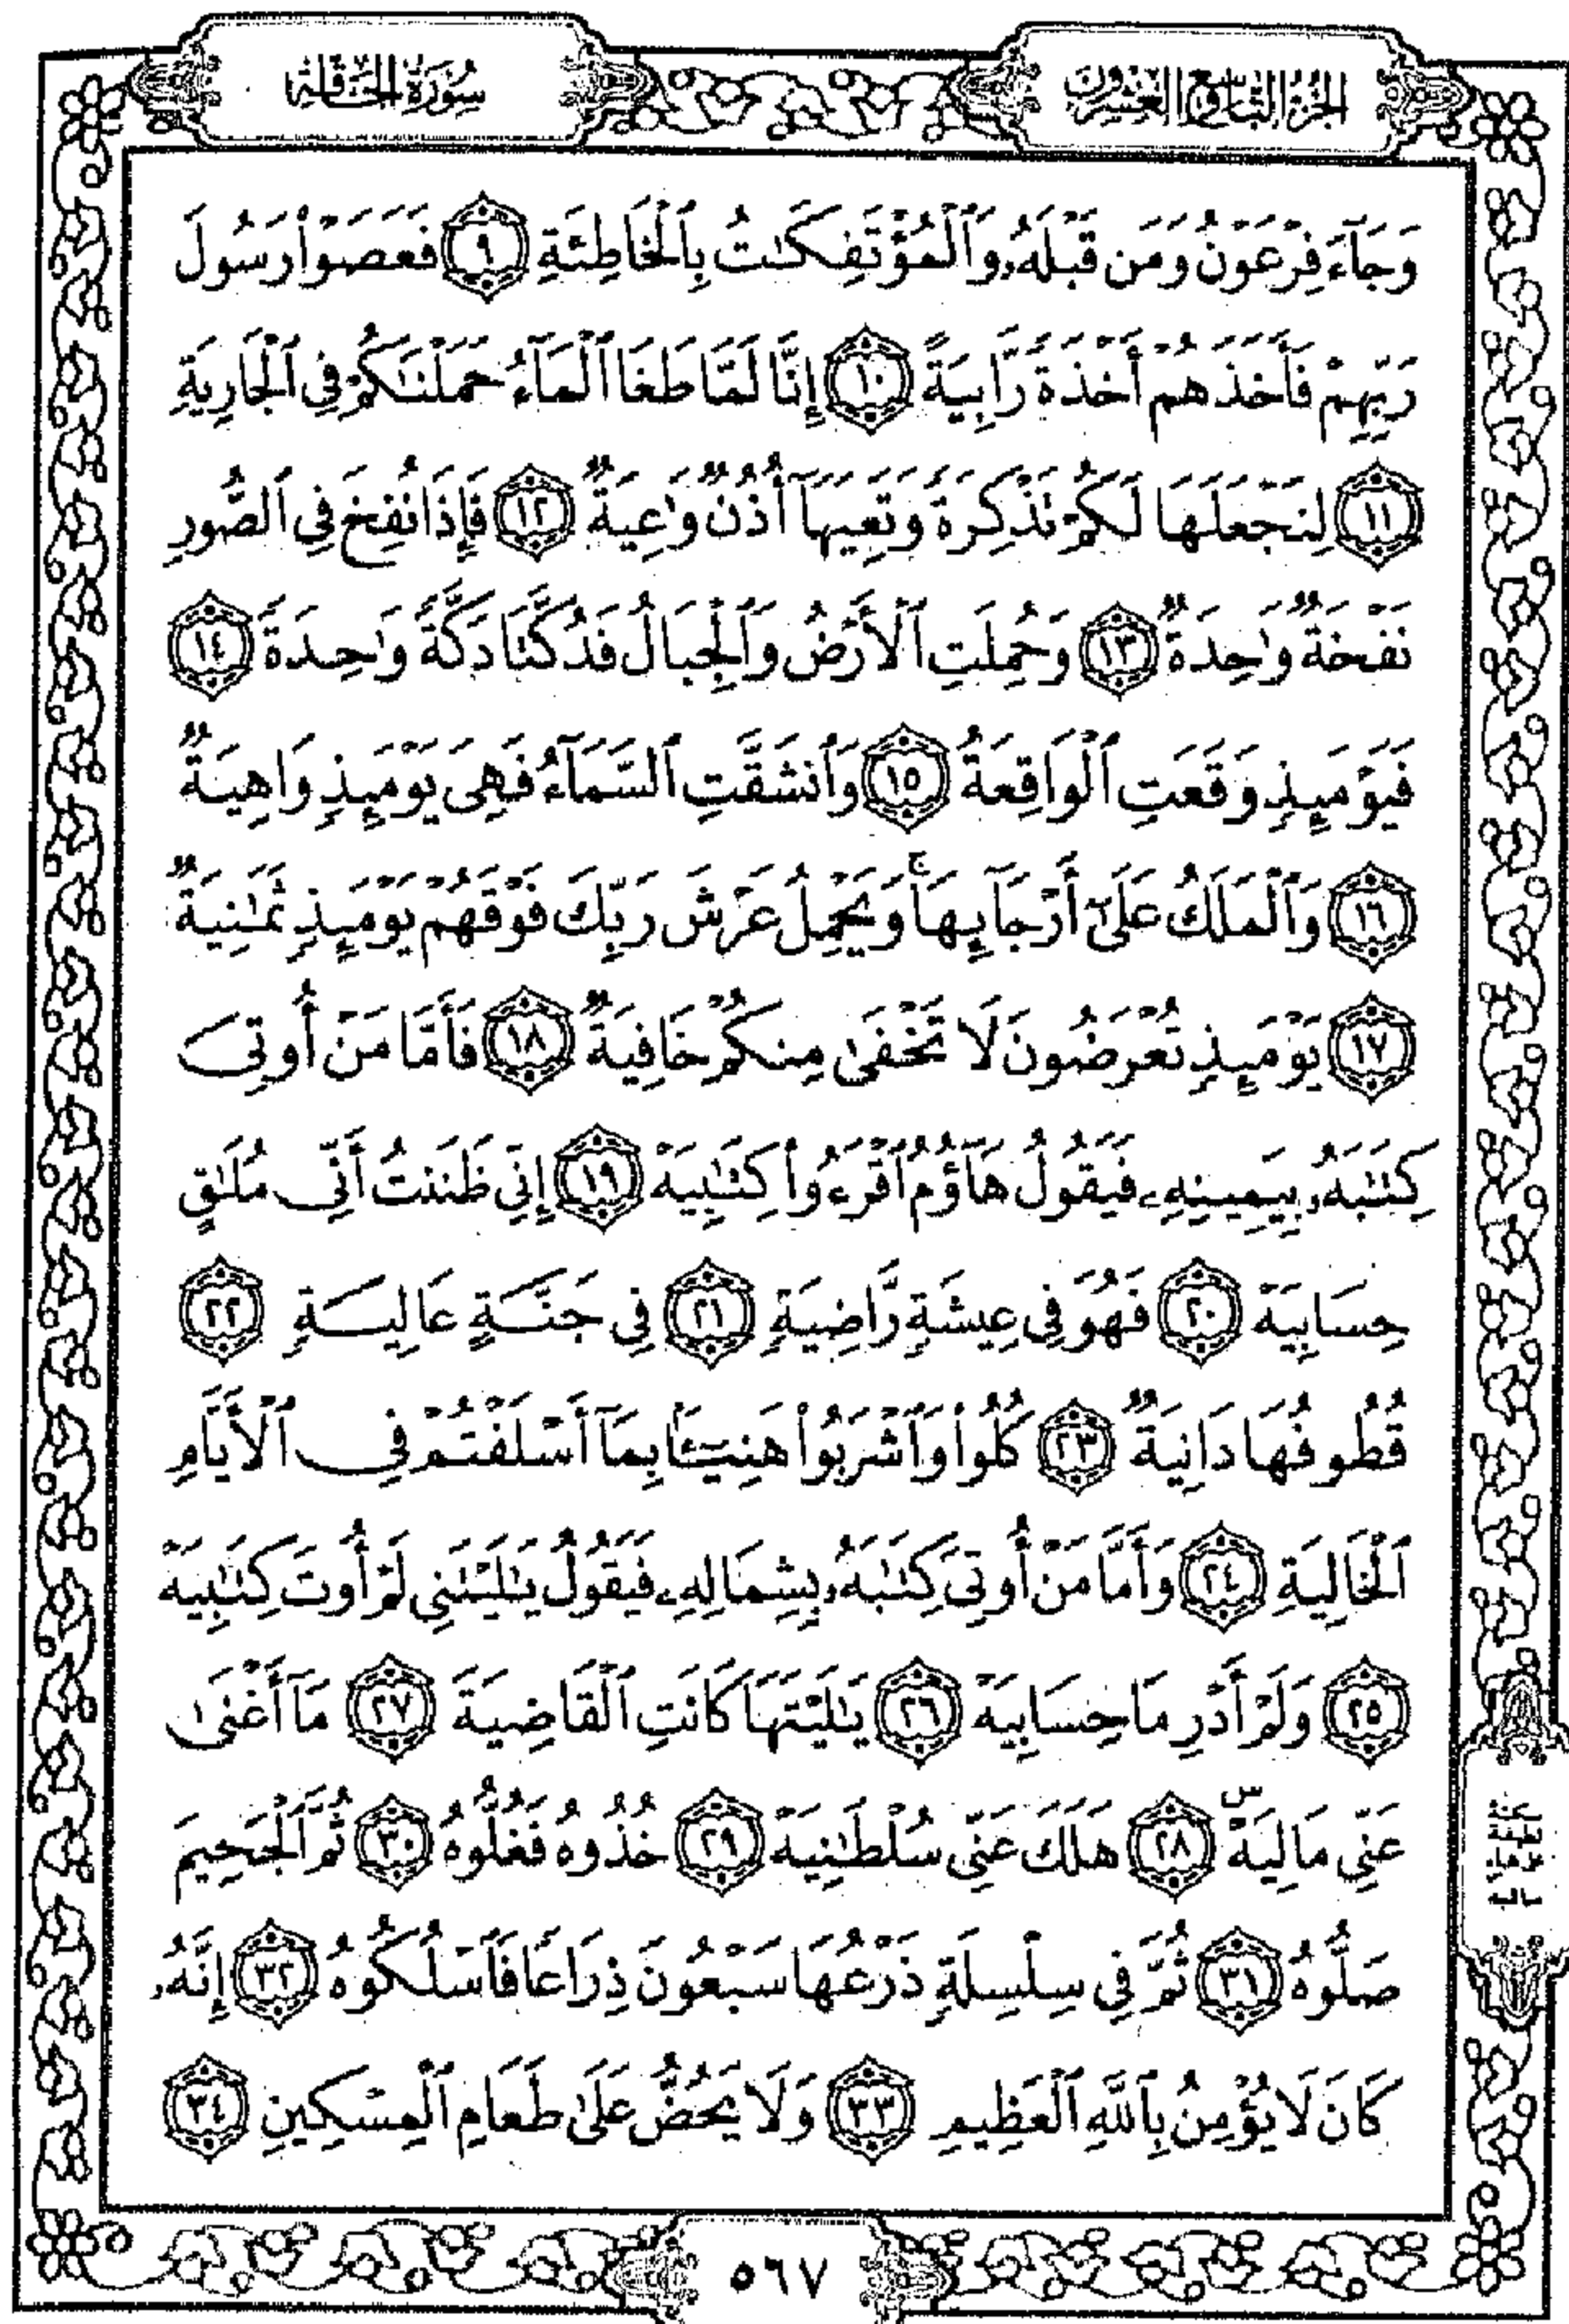 الجزء التاسع والعشرون
سُورَةُ الحَاقَّةِ
وَجَآءَ فِرْعَوْنُ وَمَن قَبْلَهُۥ وَٱلْمُؤْتَفِكَٰتُ بِٱلْخَاطِئَةِ ٩ فَعَصَوْا۟ رَسُولَ
رَبِّهِمْ فَأَخَذَهُمْ أَخْذَةً رَّابِيَةً ١٠ إِنَّا لَمَّا طَغَا ٱلْمَآءُ حَمَلْنَٰكُمْ فِى ٱلْجَارِيَةِ
١١ لِنَجْعَلَهَا لَكُمْ تَذْكِرَةً وَتَعِيَهَآ أُذُنٌ وَٰعِيَةٌ ١٢ فَإِذَا نُفِخَ فِى ٱلصُّورِ
نَفْخَةٌ وَٰحِدَةٌ ١٣ وَحُمِلَتِ ٱلْأَرْضُ وَٱلْجِبَالُ فَدُكَّتَا دَكَّةً وَٰحِدَةً ١٤
فَيَوْمَئِذٍ وَقَعَتِ ٱلْوَاقِعَةُ ١٥ وَٱنشَقَّتِ ٱلسَّمَآءُ فَهِىَ يَوْمَئِذٍ وَاهِيَةٌ
١٦ وَٱلْمَلَكُ عَلَىٰٓ أَرْجَآئِهَا ۚ وَيَحْمِلُ عَرْشَ رَبِّكَ فَوْقَهُمْ يَوْمَئِذٍ ثَمَٰنِيَةٌ
١٧ يَوْمَئِذٍ تُعْرَضُونَ لَا تَخْفَىٰ مِنكُمْ خَافِيَةٌ ١٨ فَأَمَّا مَنْ أُوتِىَ
كِتَٰبَهُۥ بِيَمِينِهِۦ فَيَقُولُ هَآؤُمُ ٱقْرَءُوا۟ كِتَٰبِيَهْ ١٩ إِنِّى ظَنَنتُ أَنِّى مُلَٰقٍ
حِسَابِيَهْ ٢٠ فَهُوَ فِى عِيشَةٍ رَّاضِيَةٍ ٢١ فِى جَنَّةٍ عَالِيَةٍ ٢٢
قُطُوفُهَا دَانِيَةٌ ٢٣ كُلُوا۟ وَٱشْرَبُوا۟ هَنِيٓـًٔۢا بِمَآ أَسْلَفْتُمْ فِى ٱلْأَيَّامِ
ٱلْخَالِيَةِ ٢٤ وَأَمَّا مَنْ أُوتِىَ كِتَٰبَهُۥ بِشِمَالِهِۦ فَيَقُولُ يَٰلَيْتَنِى لَمْ أُوتَ كِتَٰبِيَهْ
٢٥ وَلَمْ أَدْرِ مَا حِسَابِيَهْ ٢٦ يَٰلَيْتَهَا كَانَتِ ٱلْقَاضِيَةَ ٢٧ مَآ أَغْنَىٰ
عَنِّى مَالِيَهْ ۜ ٢٨ هَلَكَ عَنِّى سُلْطَٰنِيَهْ ٢٩ خُذُوهُ فَغُلُّوهُ ٣٠ ثُمَّ ٱلْجَحِيمَ
صَلُّوهُ ٣١ ثُمَّ فِى سِلْسِلَةٍ ذَرْعُهَا سَبْعُونَ ذِرَاعًا فَٱسْلُكُوهُ ٣٢ إِنَّهُۥ
كَانَ لَا يُؤْمِنُ بِٱللَّهِ ٱلْعَظِيمِ ٣٣ وَلَا يَحُضُّ عَلَىٰ طَعَامِ ٱلْمِسْكِينِ ٣٤
٥٦٧